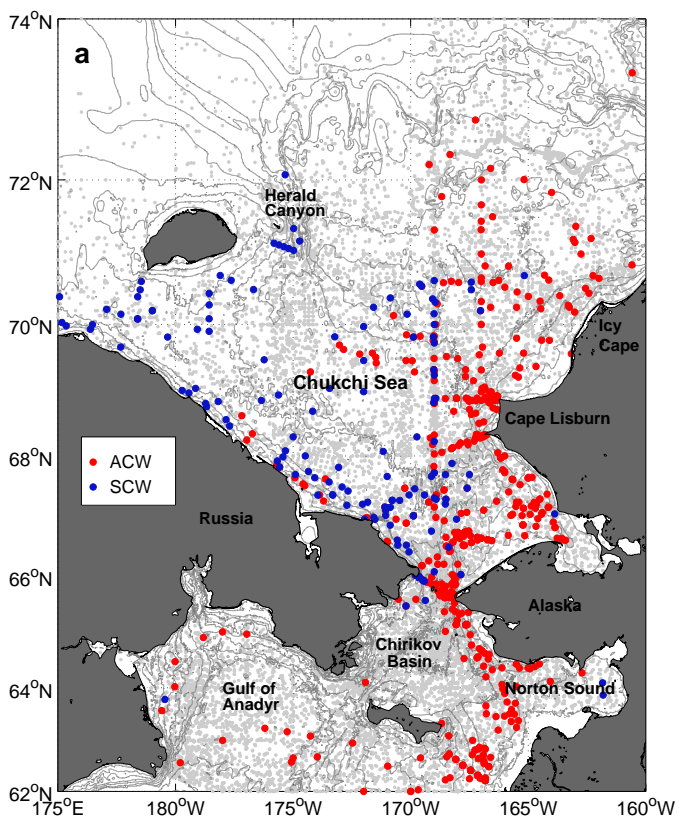 a
74°N
72°N
70°N
68°N
66°N
64°N
62°N
Herald
Canyon
Icy
Cape
Chukchi Sea
Cape Lisburn
ACW
SCW
Russia
Alaska
Chirikov
Basin
Gulf of
Anadyr
Norton Sound
175°E
180°W
175°W
170°W
165°W
160°W